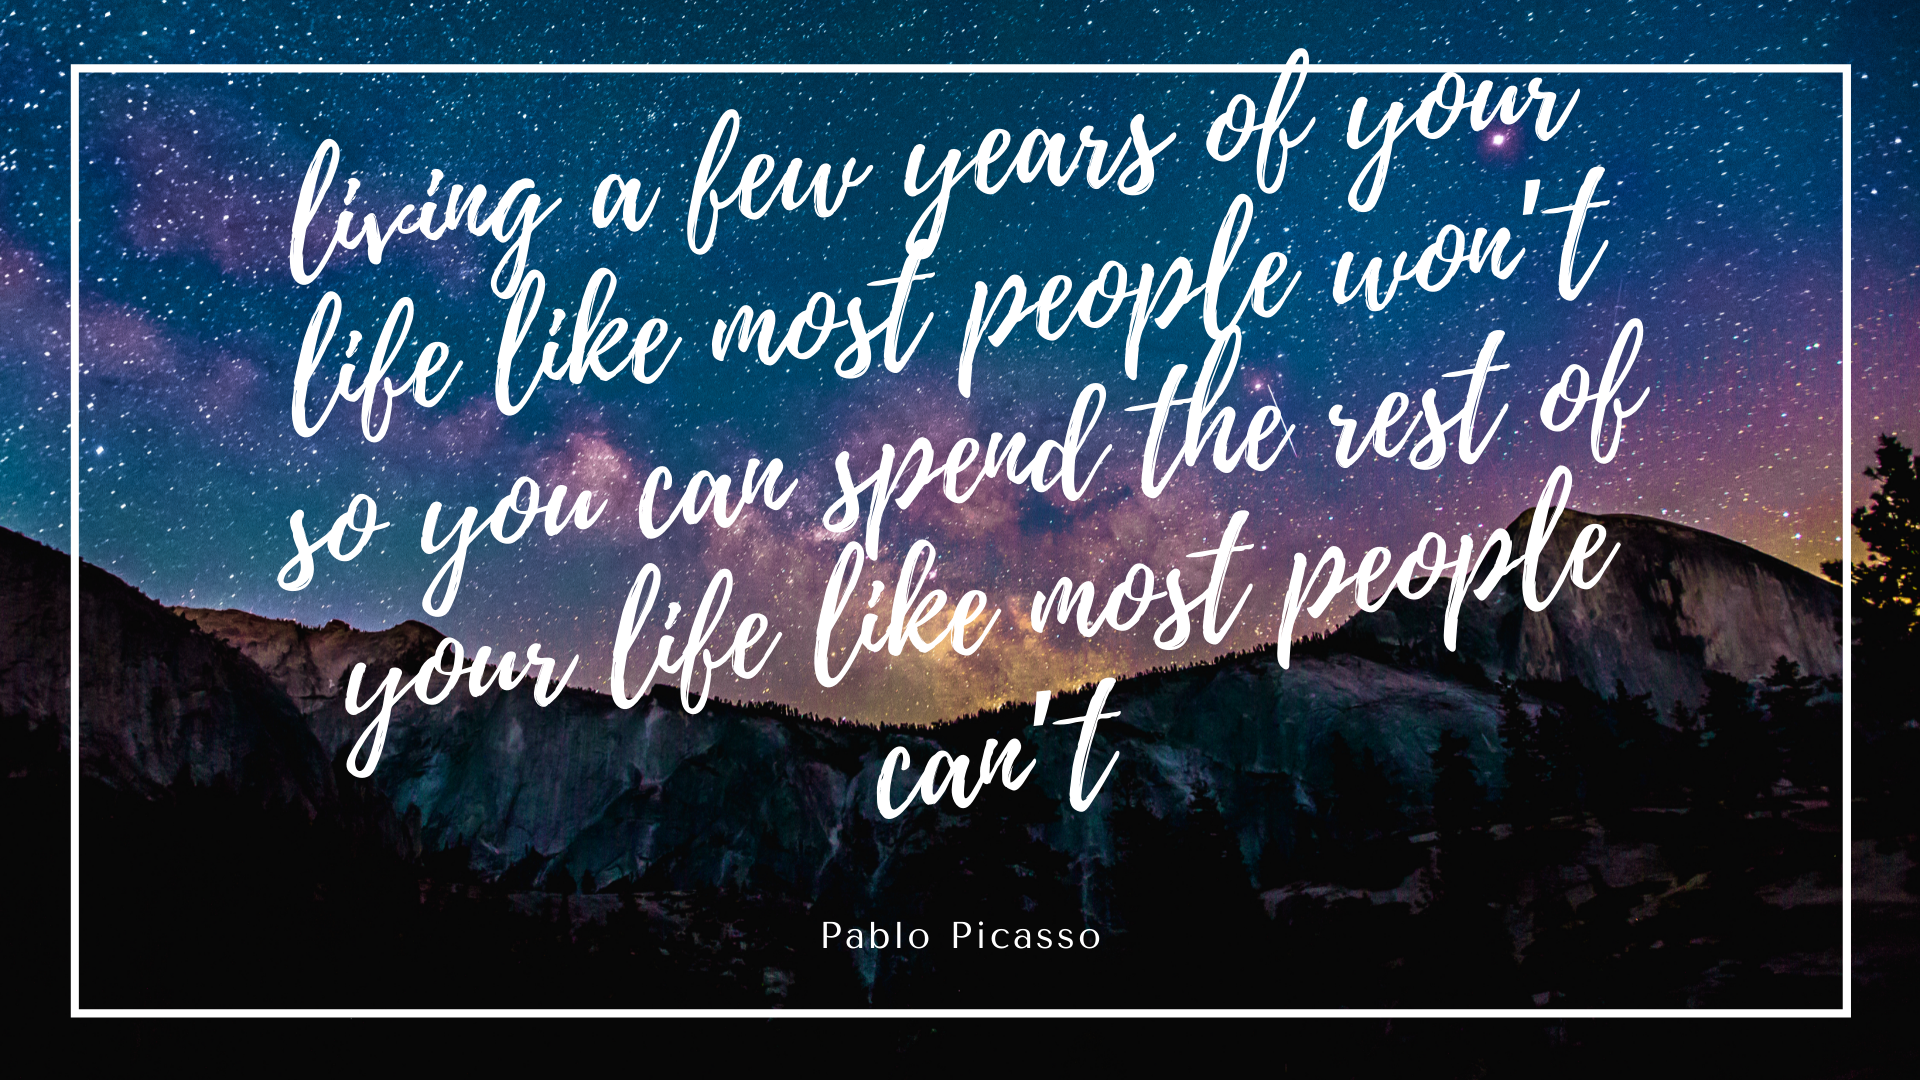 living a few years of your
life like most people won't
so you can spend the rest of
your life like most people
can't
Pablo Picasso